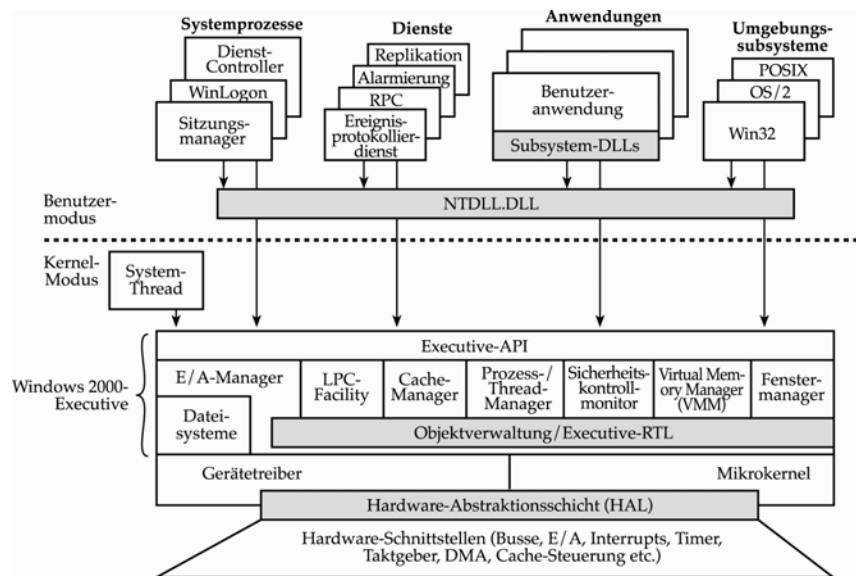 Systemprozesse
Dienst-
Controller
WinLogon
Sitzungs-
manager
Dienste
Replikation
Alarmierung
RPC
Ereignis-
protokollier-
dienst
Anwendungen
Benutzer-
anwendung
Subsystem-DLLs
Umgebungs-
subsysteme
POSIX
OS/2
Win32
Benutzer-
modus
NTDLL.DLL
Kernel-
Modus
System-
Thread
Windows 2000-
Executive
Executive-API
E/A-Manager
LPC-
Facility
Cache-
Manager
Prozess-/
Thread-
Manager
Sicherheits-
kontroll-
monitor
Virtual Mem-
ory Manager
(VMM)
Fenster-
manager
Datei-
systeme
Objektverwaltung/Executive-RTL
Gerätetreiber
Mikrokernel
Hardware-Abstraktionsschicht (HAL)
Hardware-Schnittstellen (Busse, E/A, Interrupts, Timer,
Taktgeber, DMA, Cache-Steuerung etc.)